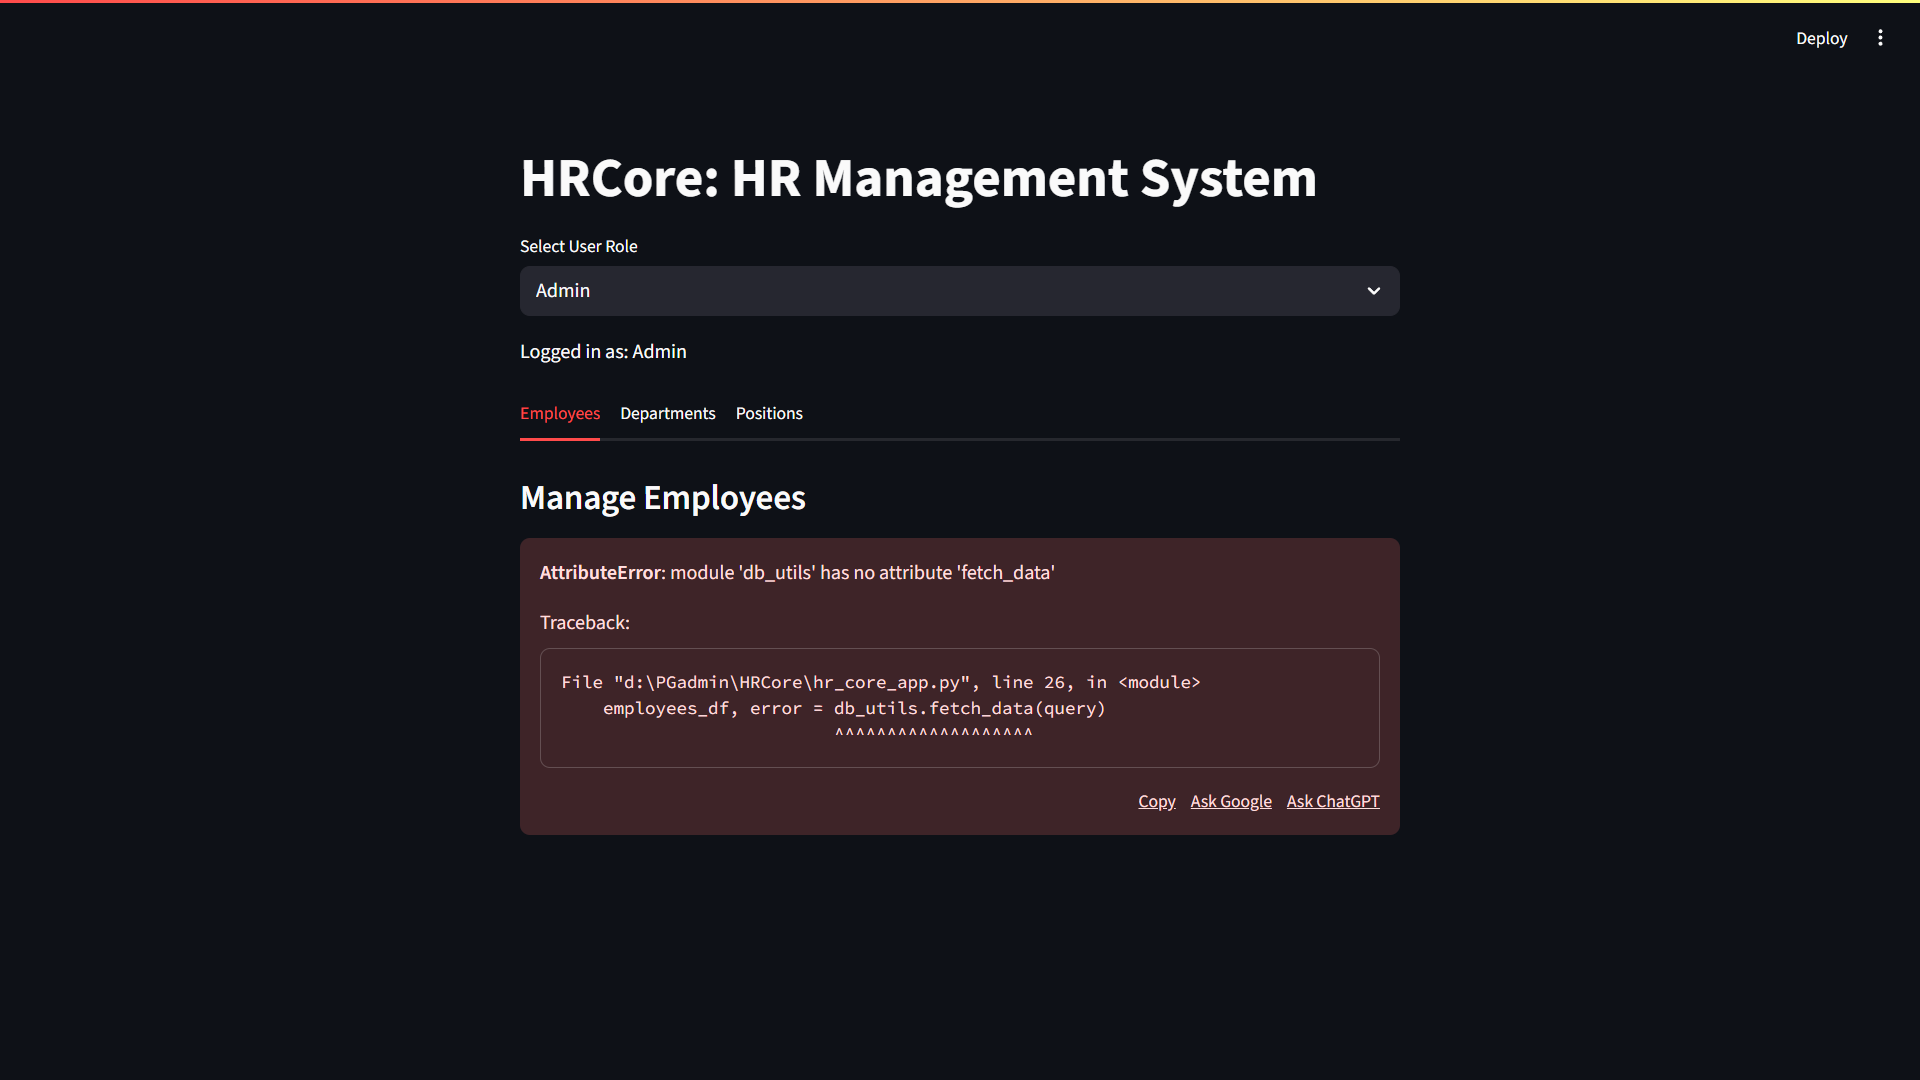 Deploy
HRCore: HR Management System
Select User Role
Admin
Logged in as: Admin
Employees Departments Positions
Manage Employees
AttributeError: module 'db_utils' has no attribute 'fetch_data'
Traceback:
File "d:\PGadmin\HRCore\hr_core_app.py", line 26, in <module>
    employees_df, error = db_utils.fetch_data(query)
                          ^^^^^^^^^^^^^^^^^^^
Copy Ask Google Ask ChatGPT